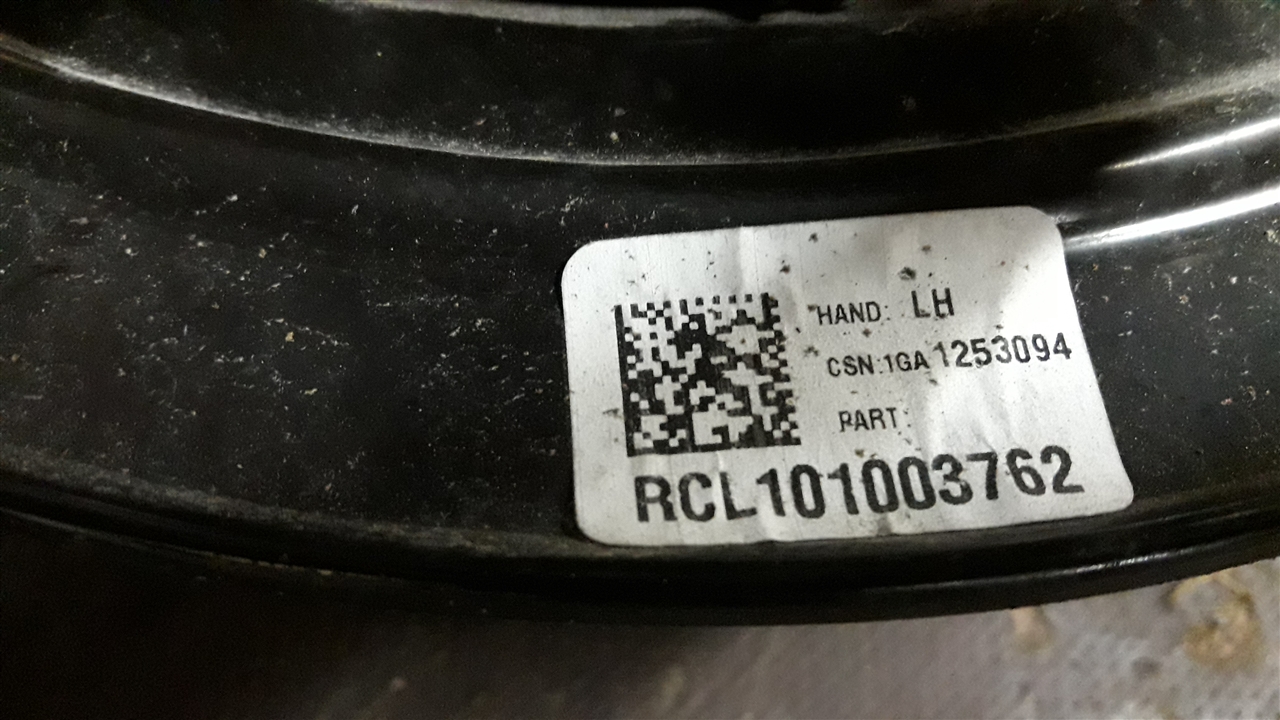 HAND: LH
CSN:1GA 1253094
PART:
RCL101003762